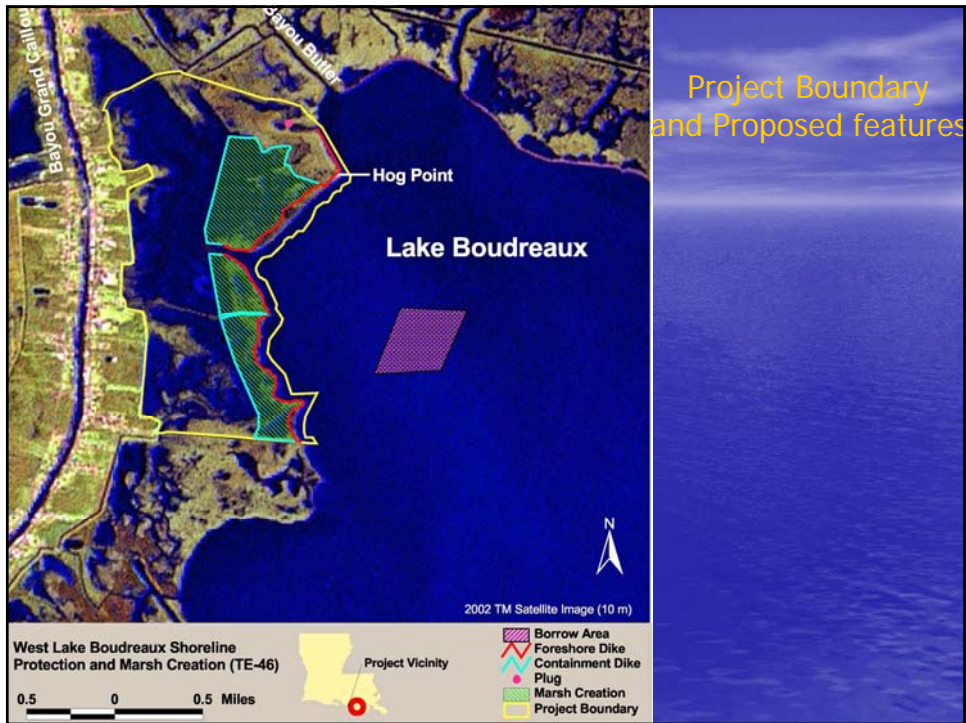 Bayou Grand Caillou
Bayou Butler
Hog Point
Lake Boudreaux
N
2002 TM Satellite Image (10 m)
West Lake Boudreaux Shoreline
Protection and Marsh Creation (TE-46)
0.5 0 0.5 Miles
Project Vicinity
Borrow Area
Foreshore Dike
Containment Dike
Plug
Marsh Creation
Project Boundary
Project Boundary
and Proposed features